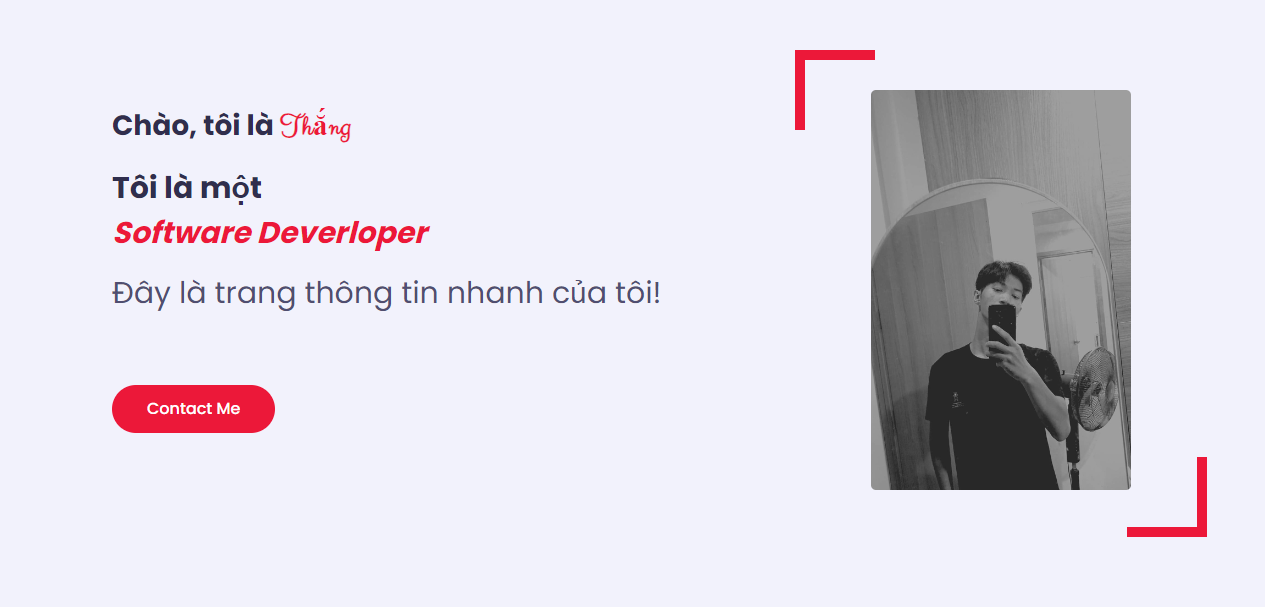 Chào, tôi là Thắng
Tôi là một
Software Deverloper
Đây là trang thông tin nhanh của tôi!
Contact Me